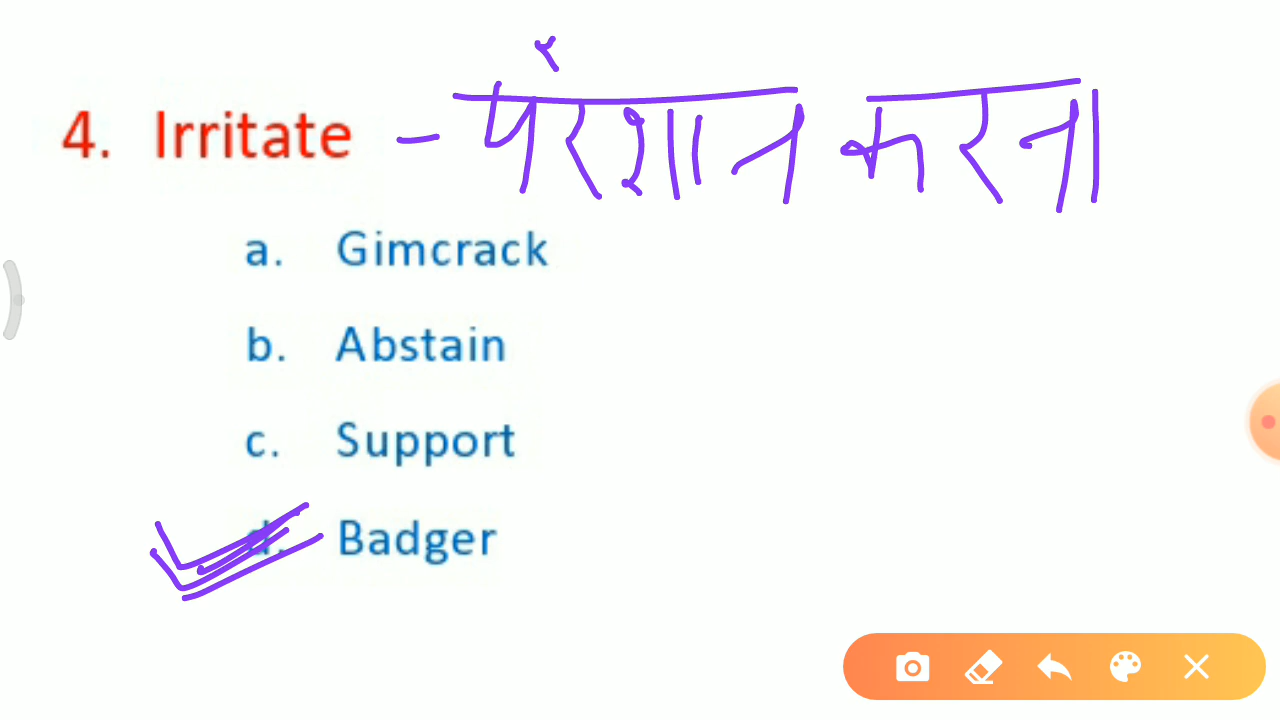 4. Irritate - परेशान करना
a. Gimcrack
b. Abstain
c. Support
d. Badger